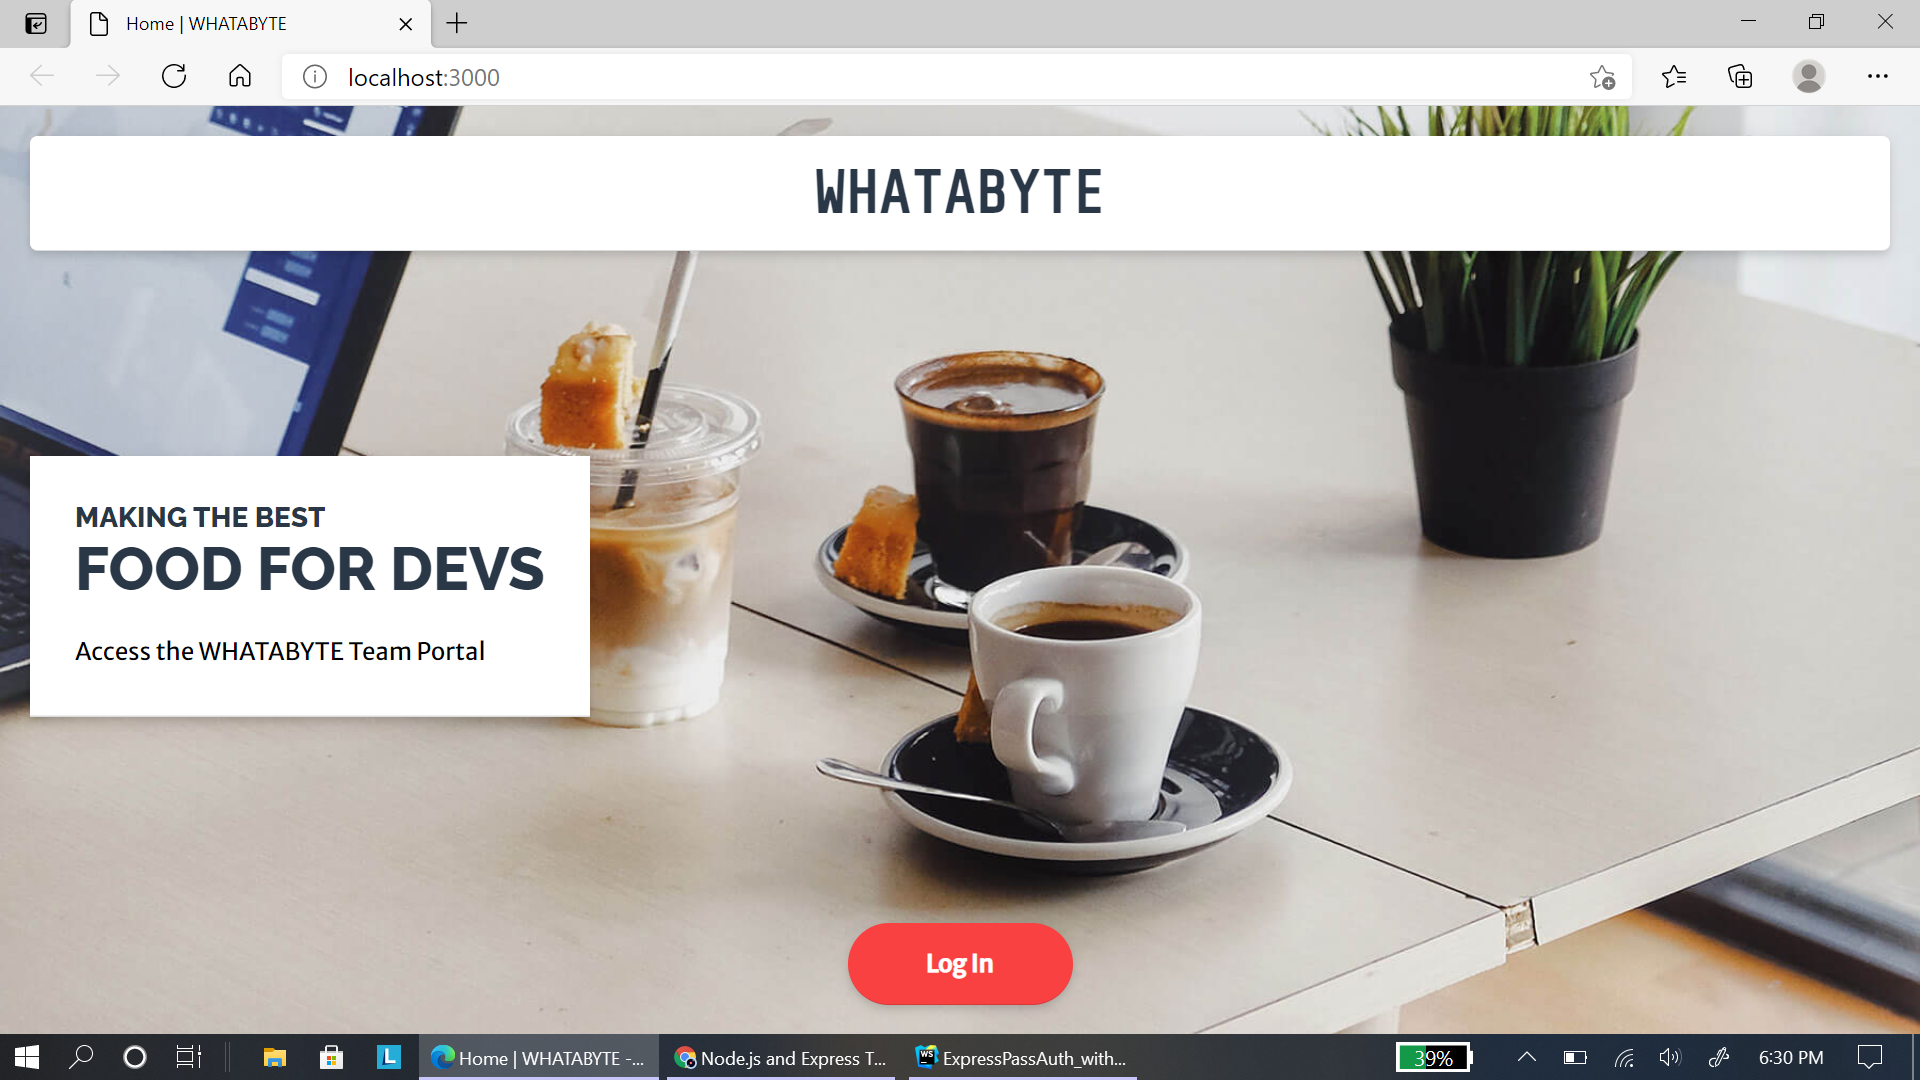 Home | WHATABYTE
localhost:3000
WHATABYTE
MAKING THE BEST
FOOD FOR DEVS
Access the WHATABYTE Team Portal
Log In
L
Home | WHATABYTE -...
Node.js and Express T...
WS
ExpressPassAuth_with...
39%
6:30 PM